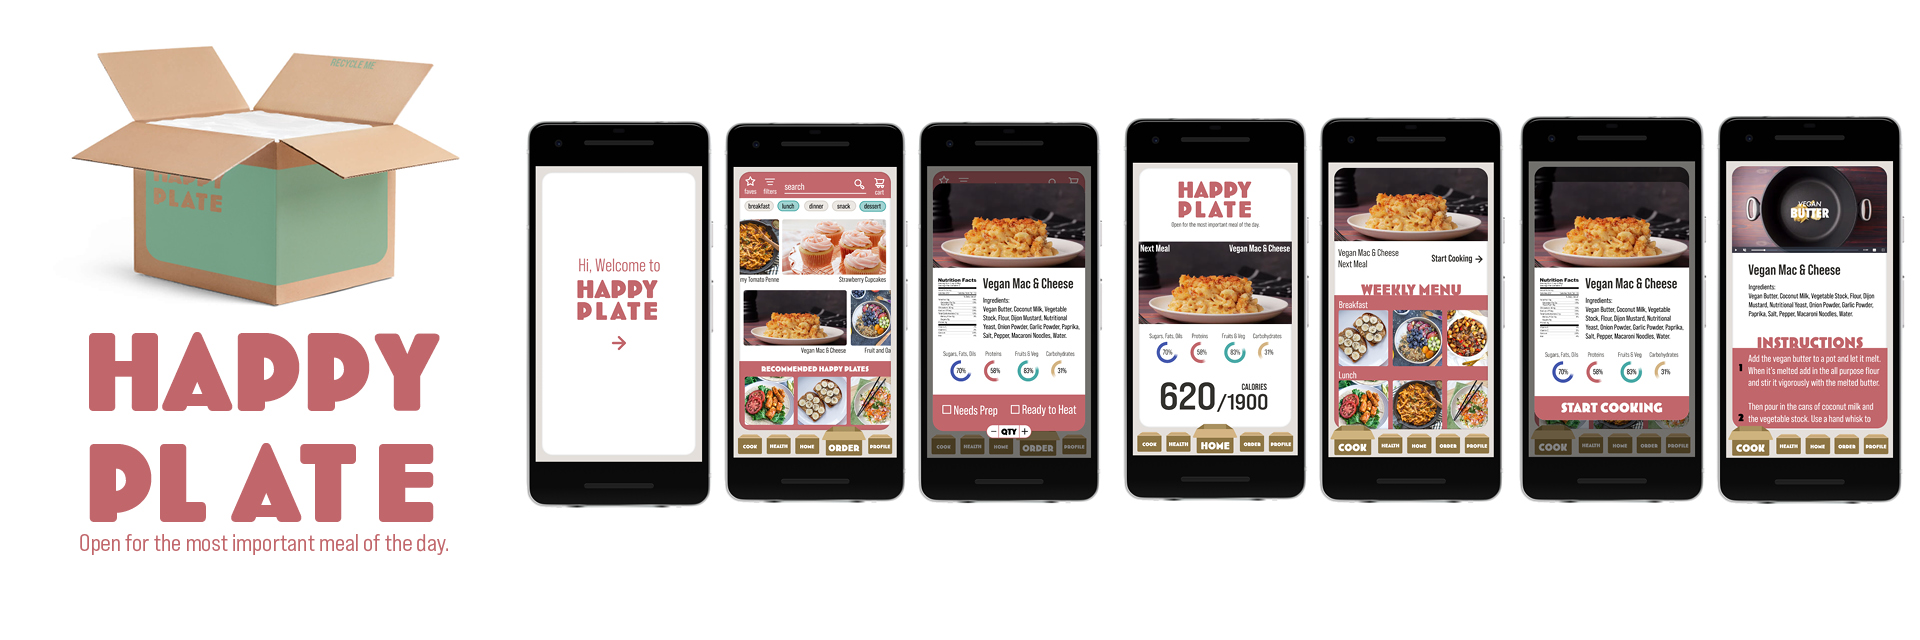 RECYCLE ME
HAPPY
PLATE
HAPPY
PLATE
Open for the most important meal of the day.
Hi, Welcome to
HAPPY
PLATE
faves
filters
search
cart
breakfast
lunch
dinner
snack
dessert
my Tomato Penne
Strawberry Cupcakes
Vegan Mac & Cheese
Fruit and Oa
RECOMMENDED HAPPY PLATES
COOK
HEALTH
HOME
ORDER
PROFILE
Nutrition Facts
Vegan Mac & Cheese
Ingredients:
Vegan Butter, Coconut Milk, Vegetable
Stock, Flour, Dijon Mustard, Nutritional
Yeast, Onion Powder, Garlic Powder, Paprika,
Salt, Pepper, Macaroni Noodles, Water.
Sugars, Fats, Oils
Proteins
Fruits & Veg
Carbohydrates
70%
58%
83%
31%
Needs Prep
Ready to Heat
− QTY +
COOK
HEALTH
HOME
ORDER
PROFILE
HAPPY
PLATE
Open for the most important meal of the day.
Next Meal
Vegan Mac & Cheese
Sugars, Fats, Oils
Proteins
Fruits & Veg
Carbohydrates
70%
58%
83%
31%
620/1900
CALORIES
COOK
HEALTH
HOME
ORDER
PROFILE
Vegan Mac & Cheese
Next Meal
Start Cooking
WEEKLY MENU
Breakfast
Lunch
COOK
HEALTH
HOME
ORDER
PROFILE
Nutrition Facts
Vegan Mac & Cheese
Ingredients:
Vegan Butter, Coconut Milk, Vegetable
Stock, Flour, Dijon Mustard, Nutritional
Yeast, Onion Powder, Garlic Powder, Paprika,
Salt, Pepper, Macaroni Noodles, Water.
Sugars, Fats, Oils
Proteins
Fruits & Veg
Carbohydrates
70%
58%
83%
31%
START COOKING
COOK
HEALTH
HOME
ORDER
PROFILE
VEGAN
BUTTER
Vegan Mac & Cheese
Ingredients:
Vegan Butter, Coconut Milk, Vegetable Stock, Flour, Dijon
Mustard, Nutritional Yeast, Onion Powder, Garlic Powder,
Paprika, Salt, Pepper, Macaroni Noodles, Water.
INSTRUCTIONS
1 Add the vegan butter to a pot and let it melt.
When it's melted add in the all purpose flour
and stir it vigorously with the melted butter.
2 Then pour in the cans of coconut milk and
the vegetable stock. Use a hand whisk to
COOK
HEALTH
HOME
ORDER
PROFILE